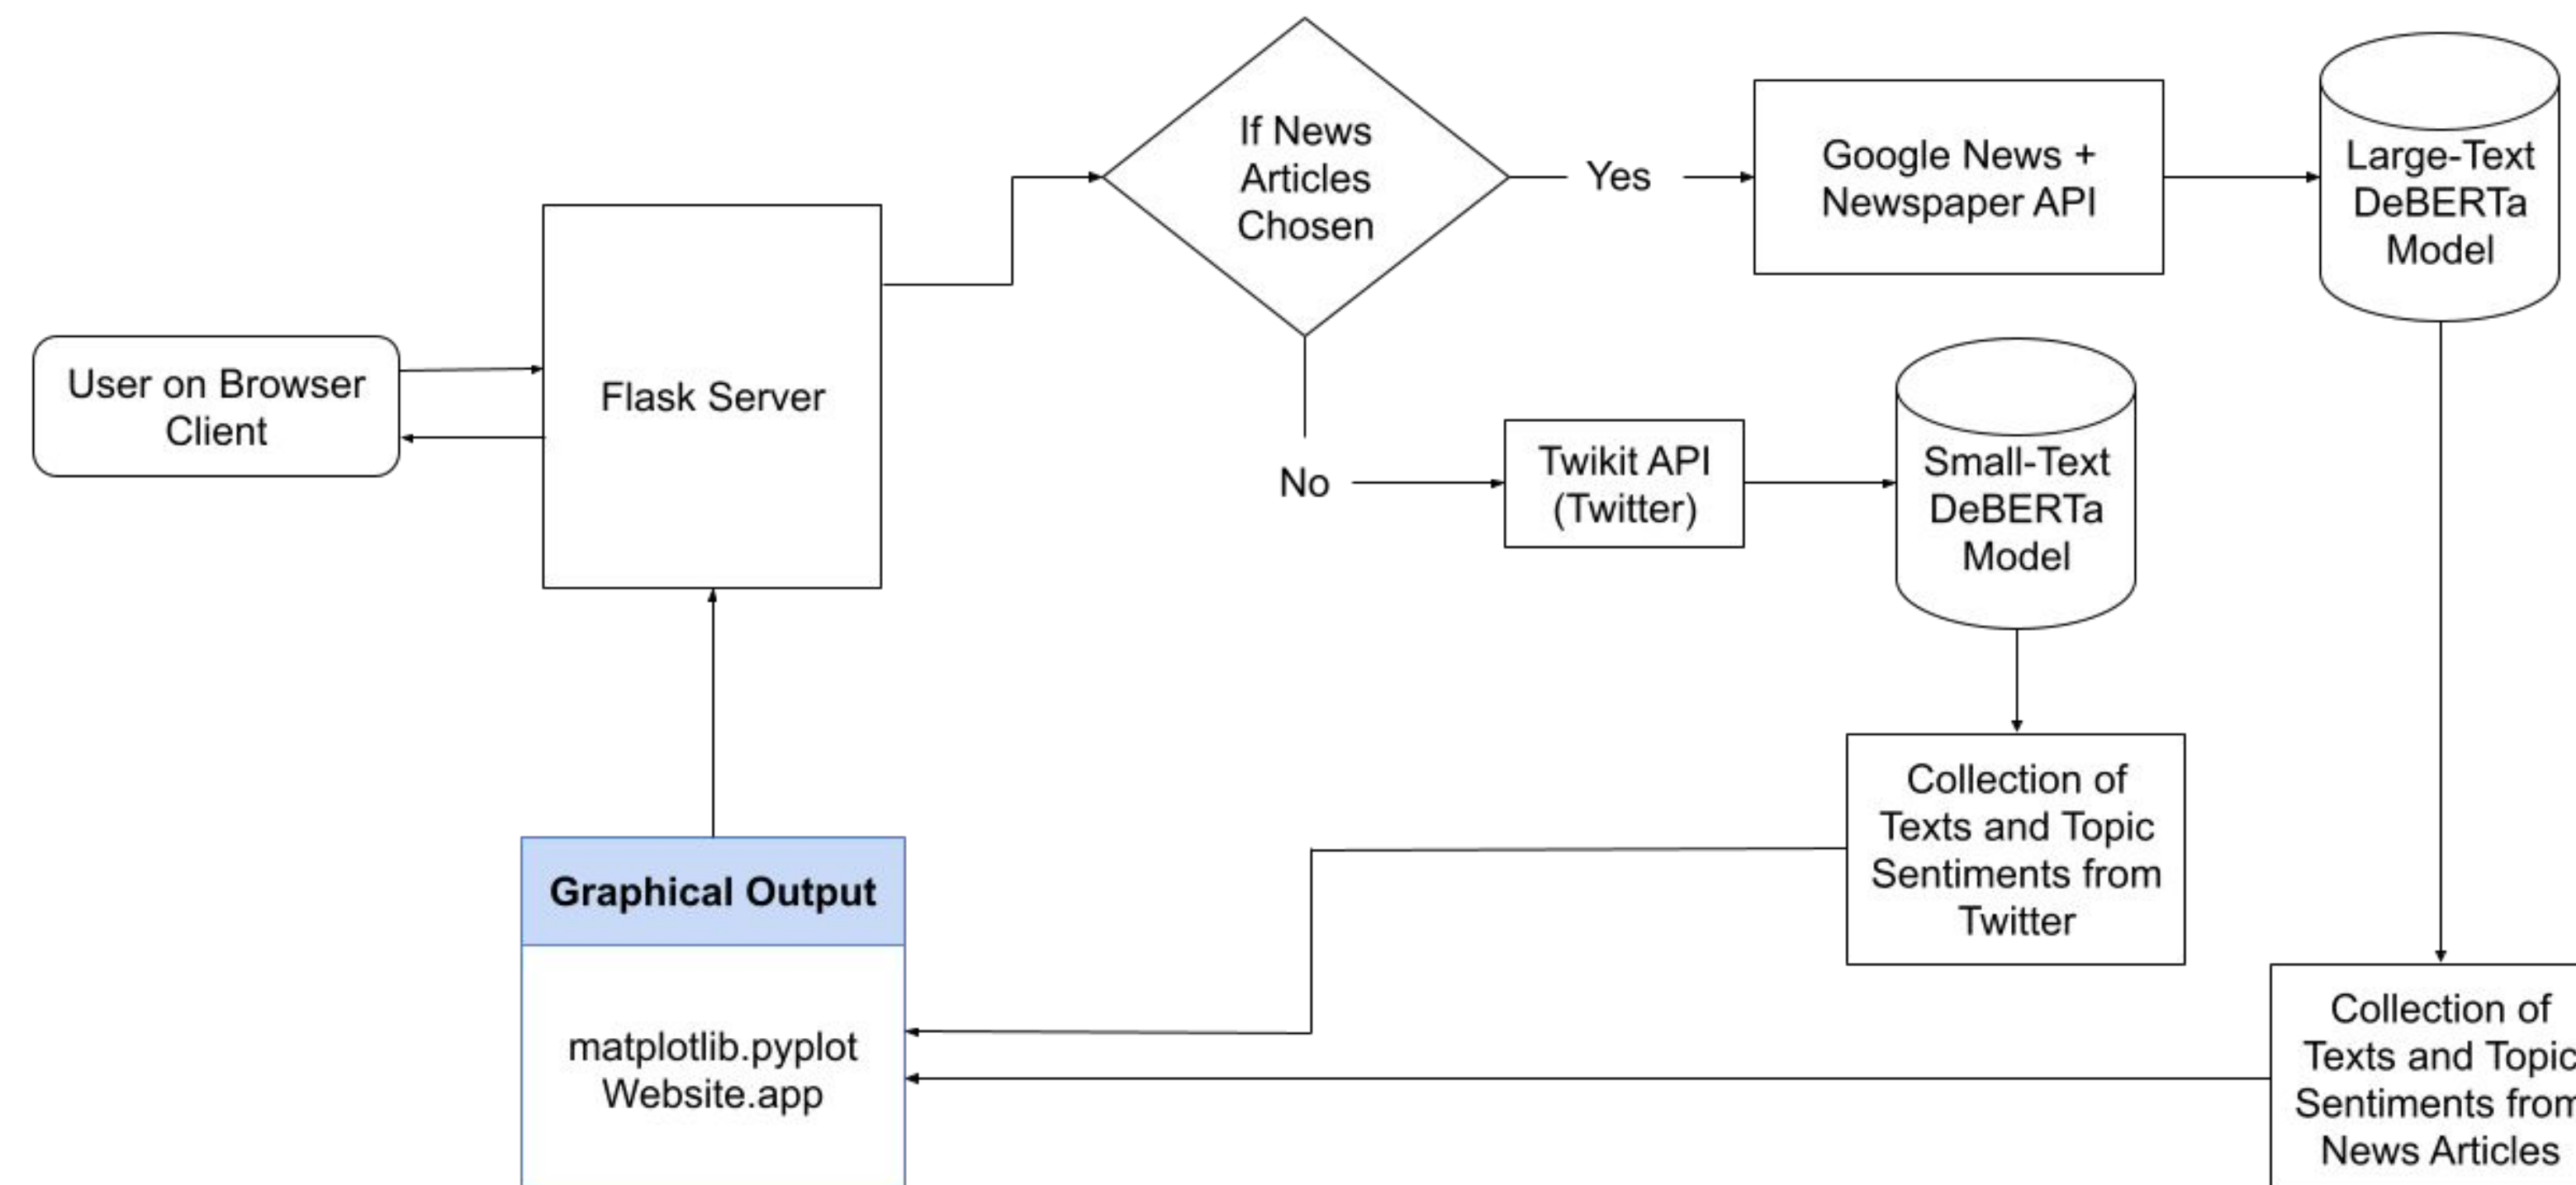 If News
Articles
Chosen
Yes
Google News +
Newspaper API
Large-Text
DeBERTa
Model
User on Browser
Client
Flask Server
No
Twikit API
(Twitter)
Small-Text
DeBERTa
Model
Collection of
Texts and Topic
Sentiments from
Twitter
Graphical Output
matplotlib.pyplot
Website.app
Collection of
Texts and Topic
Sentiments from
News Articles